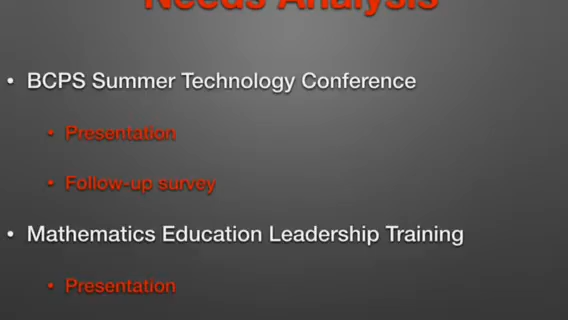 Needs Analysis
• BCPS Summer Technology Conference
• Presentation
• Follow-up survey
• Mathematics Education Leadership Training
• Presentation